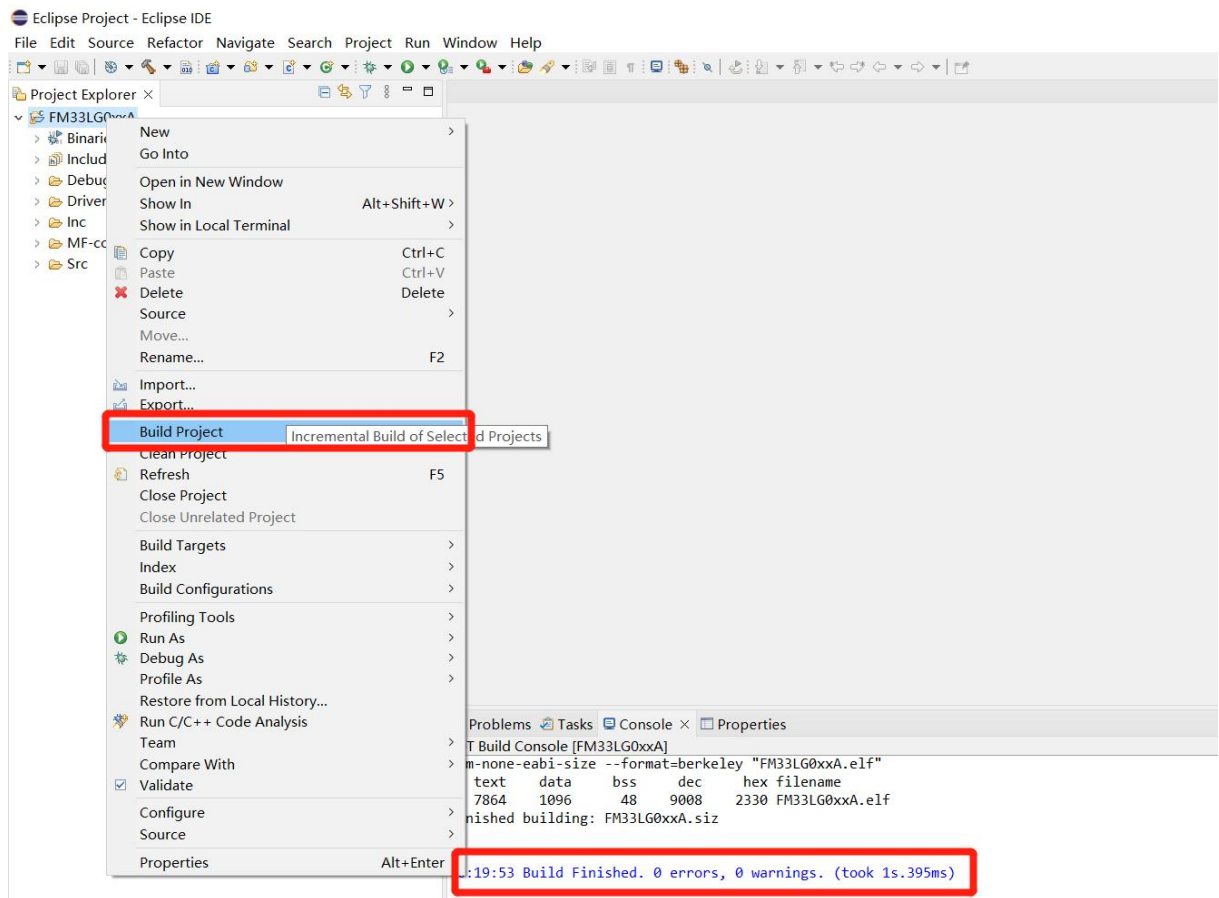 Eclipse Project - Eclipse IDE
File Edit Source Refactor Navigate Search Project Run Window Help
Project Explorer
FM33LG0xxA
Binarie
Includ
Debug
Driver
Inc
MF-co
Src
New
Go Into
Open in New Window
Show In Alt+Shift+W
Show in Local Terminal
Copy Ctrl+C
Paste Ctrl+V
Delete Delete
Source
Move...
Rename... F2
Import...
Export...
Build Project
Incremental Build of Selected Projects
Clean Project
Refresh F5
Close Project
Close Unrelated Project
Build Targets
Index
Build Configurations
Profiling Tools
Run As
Debug As
Profile As
Restore from Local History...
Run C/C++ Code Analysis
Team
Compare With
Validate
Configure
Source
Properties Alt+Enter
Problems Tasks Console Properties
T Build Console [FM33LG0xxA]
m-none-eabi-size --format=berkeley "FM33LG0xxA.elf"
text data bss dec hex filename
7864 1096 48 9008 2330 FM33LG0xxA.elf
nished building: FM33LG0xxA.siz
:19:53 Build Finished. 0 errors, 0 warnings. (took 1s.395ms)